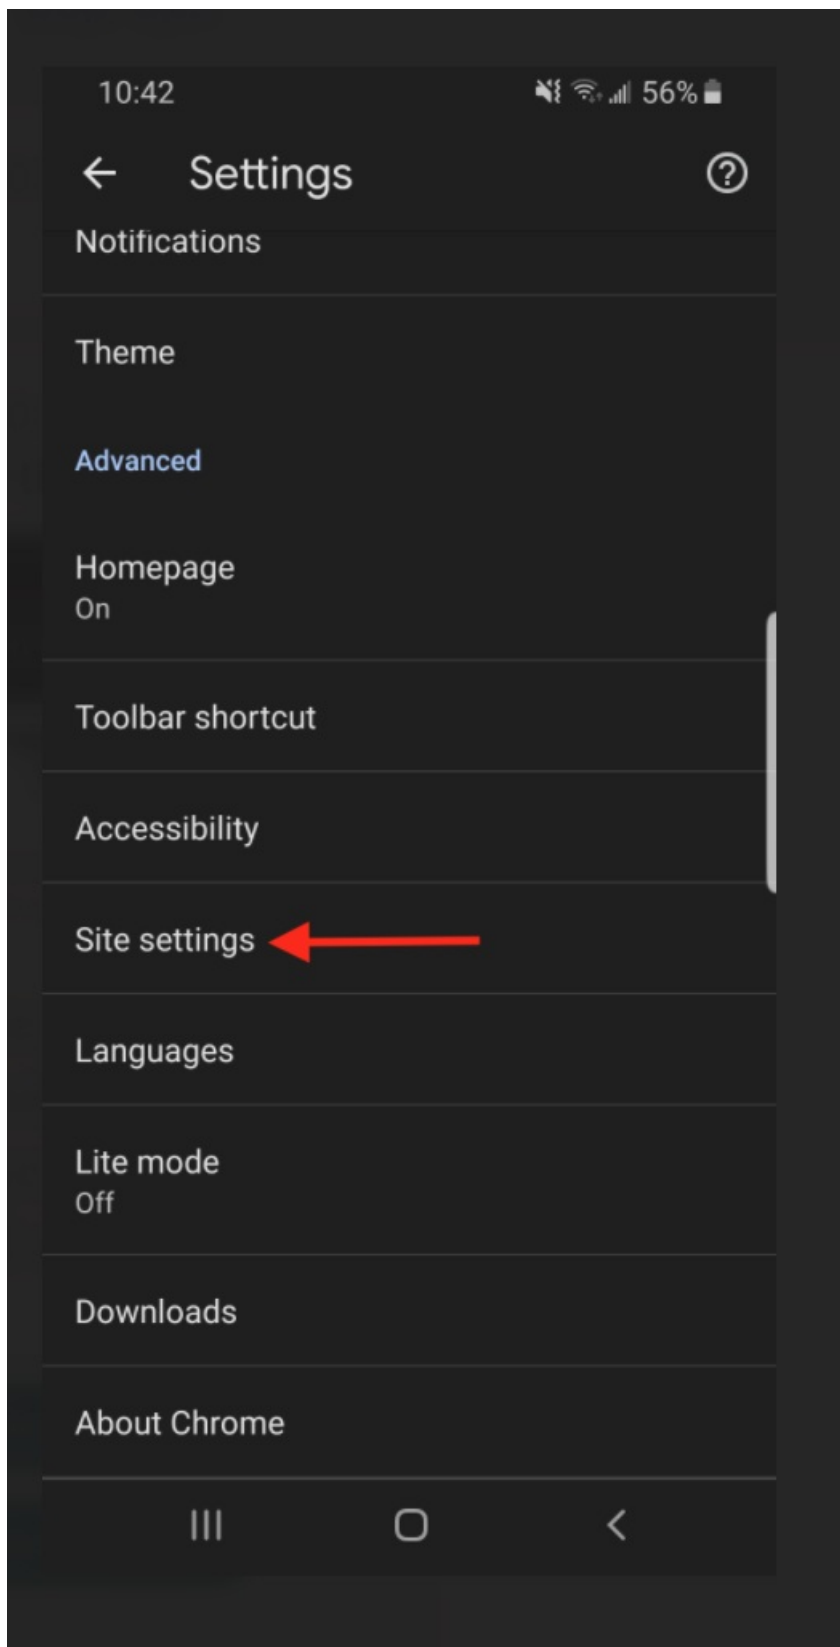 10:42 56%
Settings
Notifications
Theme
Advanced
Homepage
On
Toolbar shortcut
Accessibility
Site settings
Languages
Lite mode
Off
Downloads
About Chrome